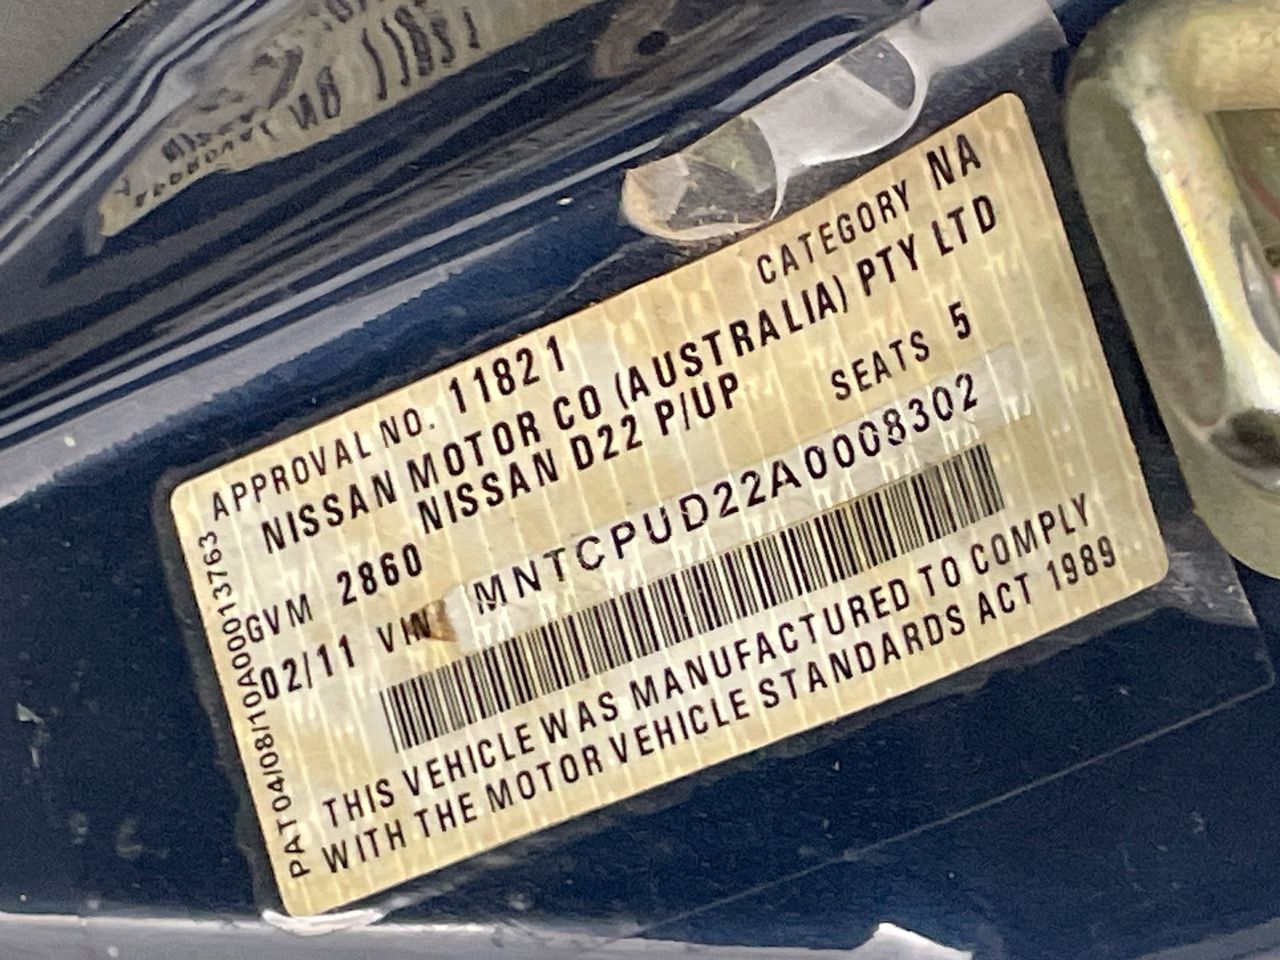 APPROVAL NO. 11821 CATEGORY NA
NISSAN MOTOR CO (AUSTRALIA) PTY LTD
NISSAN D22 P/UP SEATS 5
GVM 2860
02/11 VIN MNTCPUD22A0008302
THIS VEHICLE WAS MANUFACTURED TO COMPLY
WITH THE MOTOR VEHICLE STANDARDS ACT 1989
PAT04/08/10A00013763